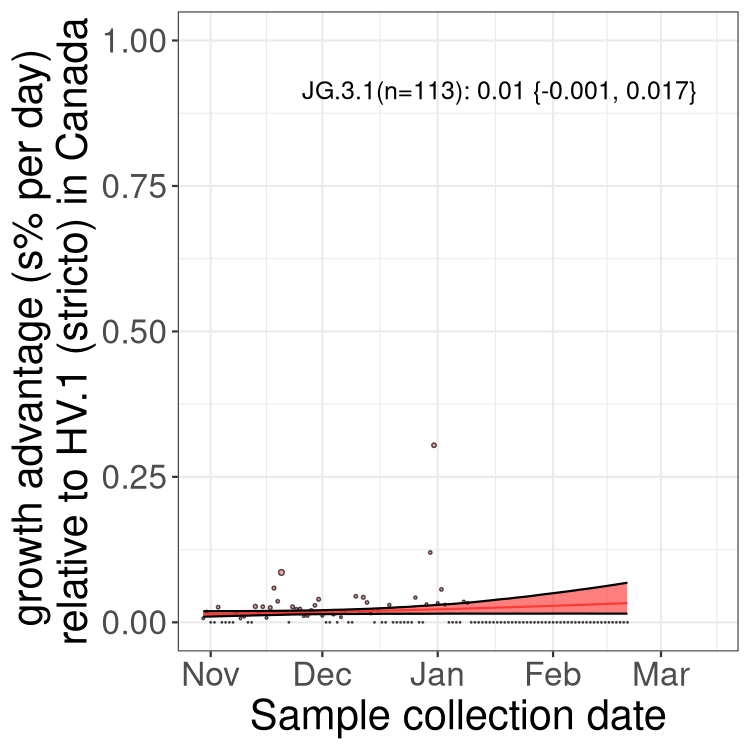 growth advantage (s% per day)
relative to HV.1 (stricto) in Canada
1.00
0.75
0.50
0.25
0.00
JG.3.1(n=113): 0.01 {-0.001, 0.017}
Nov Dec Jan Feb Mar
Sample collection date